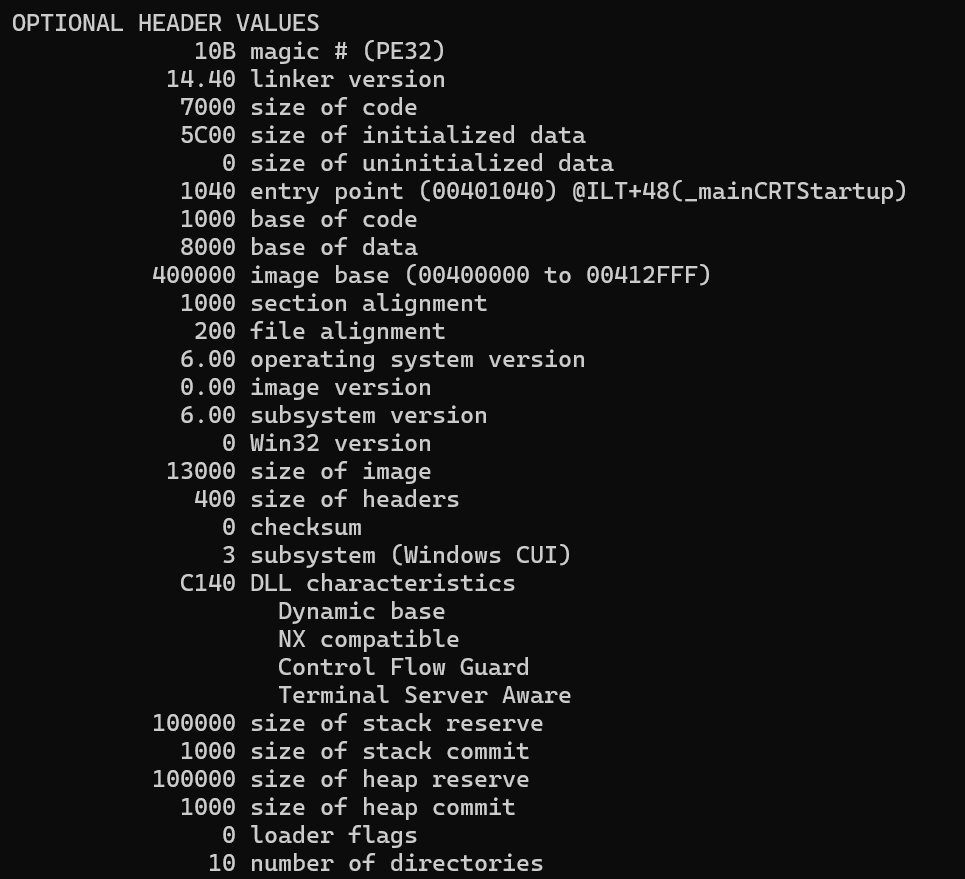 OPTIONAL HEADER VALUES
10B magic # (PE32)
14.40 linker version
7000 size of code
5C00 size of initialized data
0 size of uninitialized data
1040 entry point (00401040) @ILT+48(_mainCRTStartup)
1000 base of code
8000 base of data
400000 image base (00400000 to 00412FFF)
1000 section alignment
200 file alignment
6.00 operating system version
0.00 image version
6.00 subsystem version
0 Win32 version
13000 size of image
400 size of headers
0 checksum
3 subsystem (Windows CUI)
C140 DLL characteristics
Dynamic base
NX compatible
Control Flow Guard
Terminal Server Aware
100000 size of stack reserve
1000 size of stack commit
100000 size of heap reserve
1000 size of heap commit
0 loader flags
10 number of directories